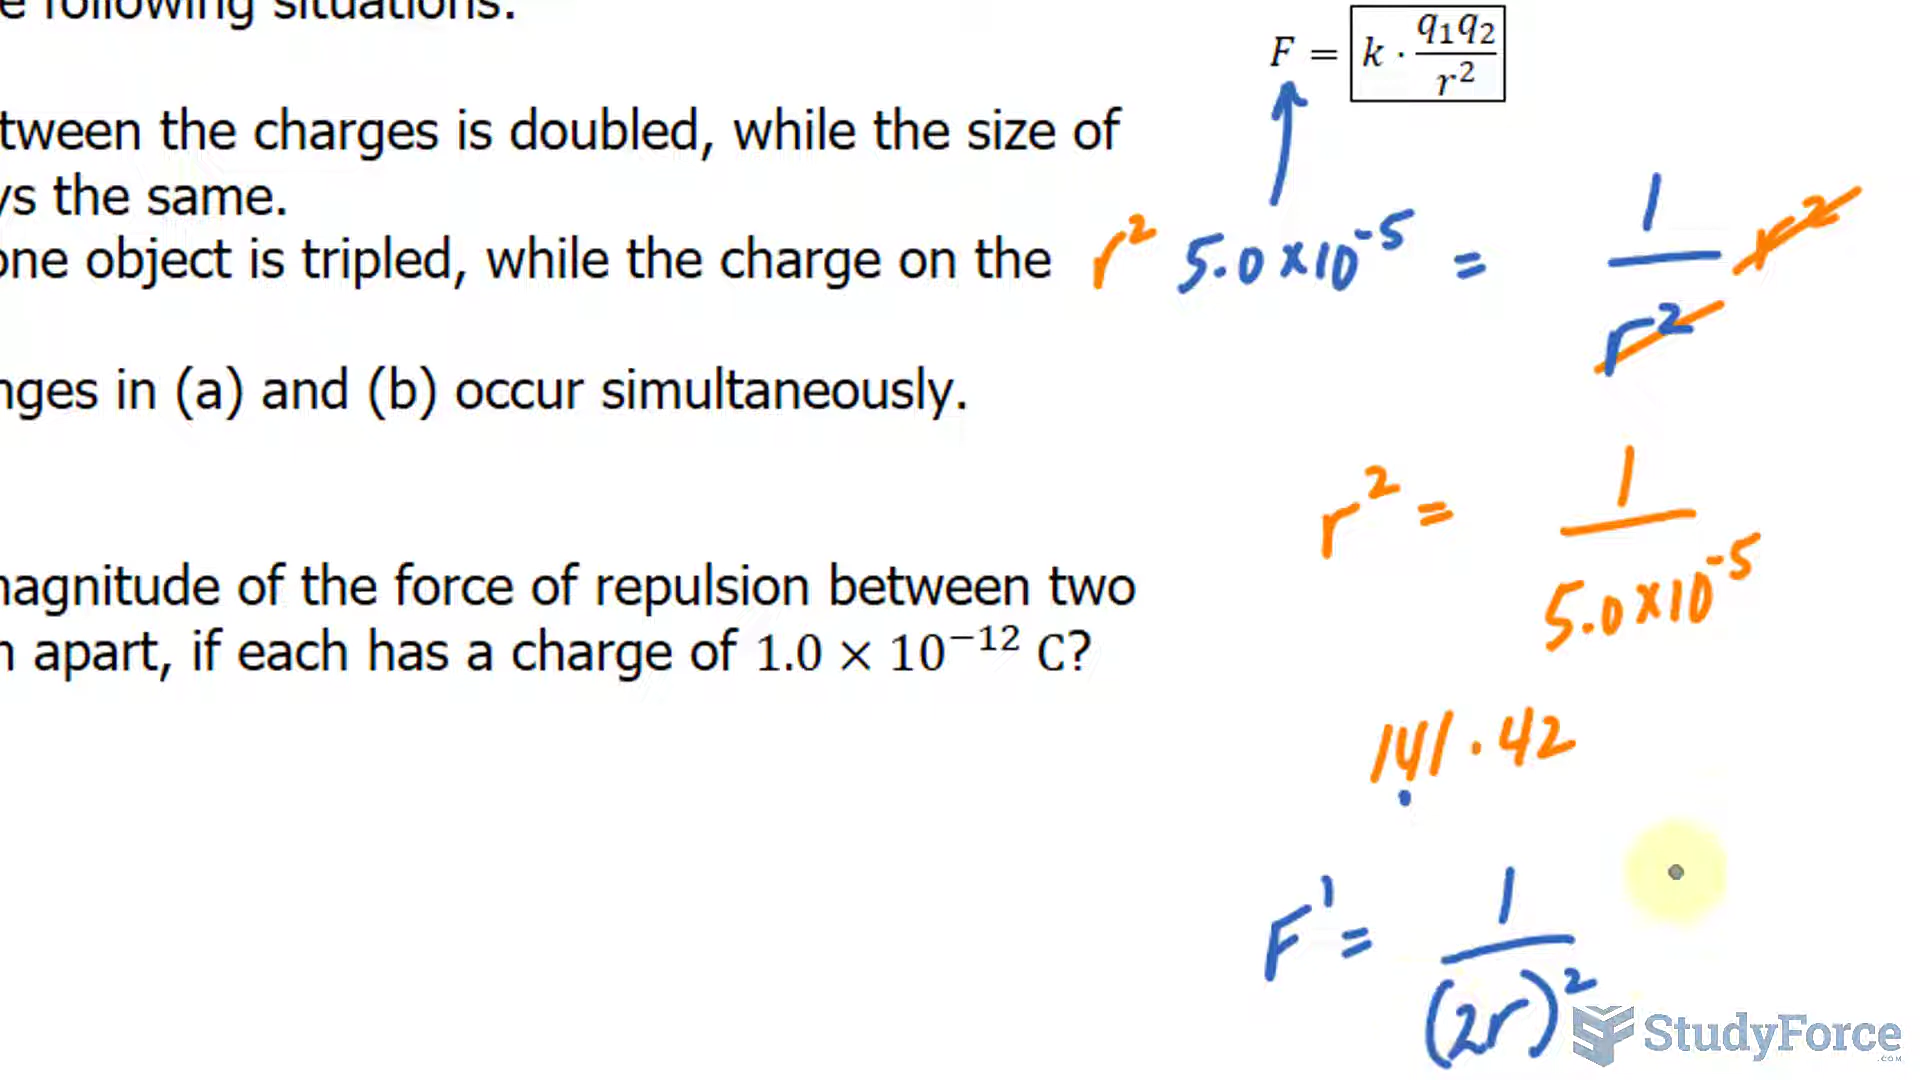 e following situations.
tween the charges is doubled, while the size of
ys the same.
one object is tripled, while the charge on the
nges in (a) and (b) occur simultaneously.
magnitude of the force of repulsion between two
n apart, if each has a charge of 1.0 × 10⁻¹² C?
F = k · q₁q₂ / r²
r² 5.0×10⁻⁵ = 1 / r² r²
r² = 1 / 5.0×10⁻⁵
141.42
F' = 1 / (2r)²
StudyForce
.COM